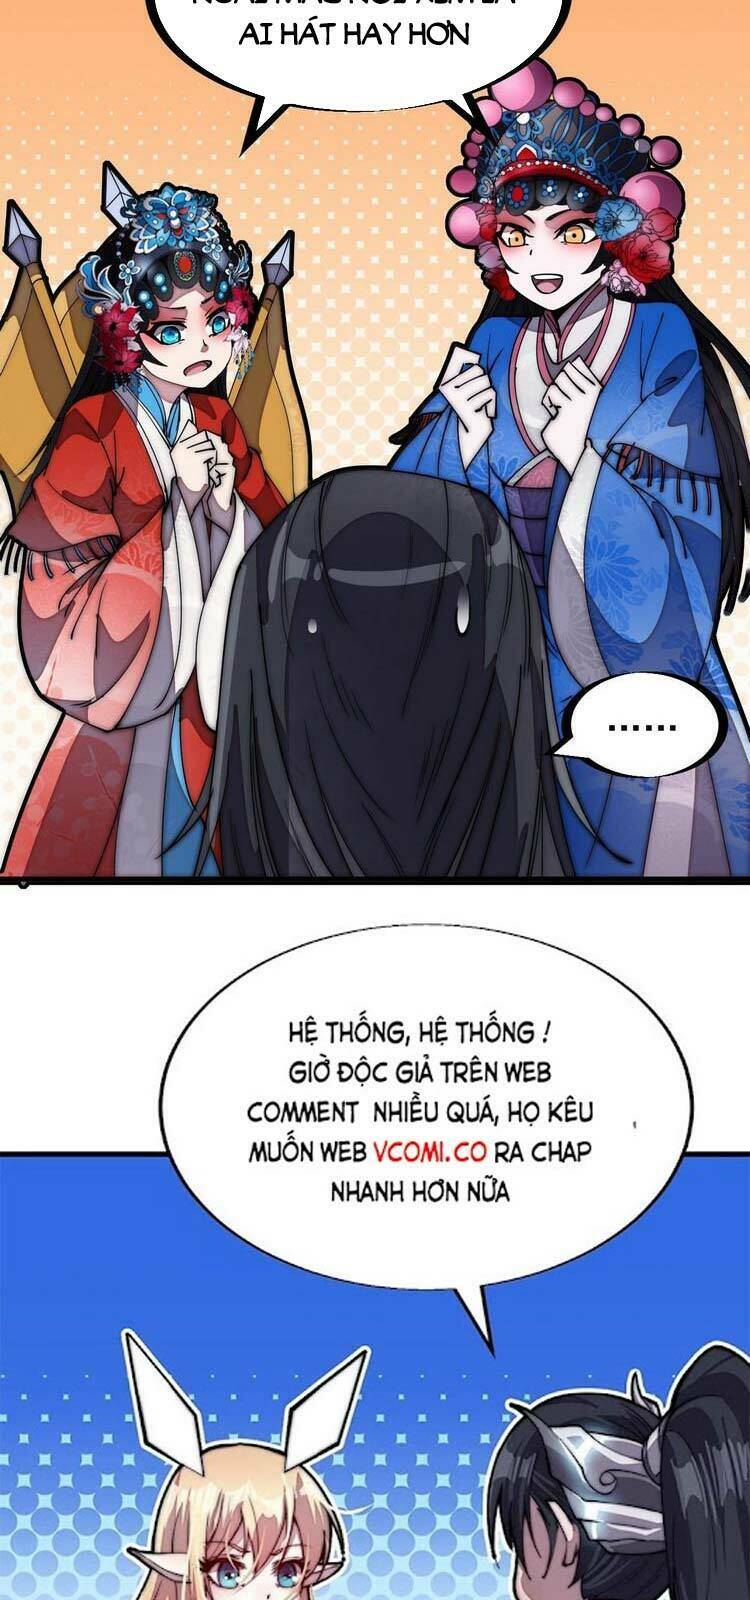 AI HÁT HAY HƠN
......
HỆ THỐNG, HỆ THỐNG !
GIỜ ĐỘC GIẢ TRÊN WEB
COMMENT NHIỀU QUÁ, HỌ KÊU
MUỐN WEB VCOMI.CO RA CHAP
NHANH HƠN NỮA